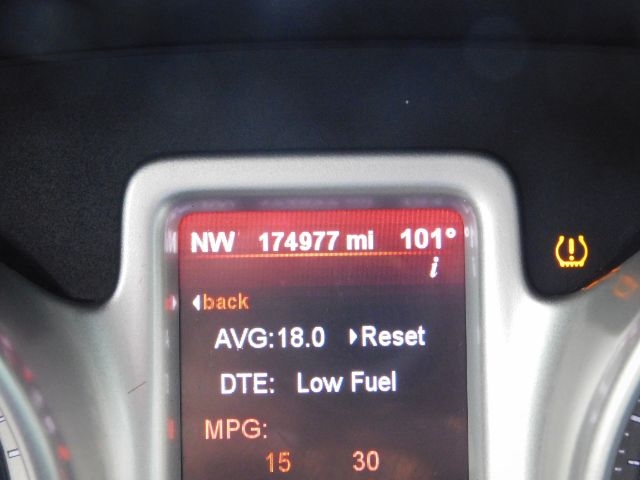 NW 174977 mi 101°
i
back
AVG:18.0 Reset
DTE: Low Fuel
MPG:
15 30